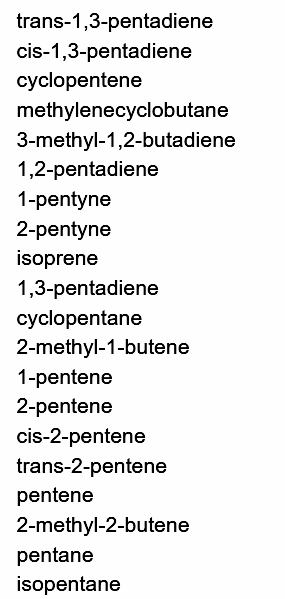 trans-1,3-pentadiene
cis-1,3-pentadiene
cyclopentene
methylenecyclobutane
3-methyl-1,2-butadiene
1,2-pentadiene
1-pentyne
2-pentyne
isoprene
1,3-pentadiene
cyclopentane
2-methyl-1-butene
1-pentene
2-pentene
cis-2-pentene
trans-2-pentene
pentene
2-methyl-2-butene
pentane
isopentane